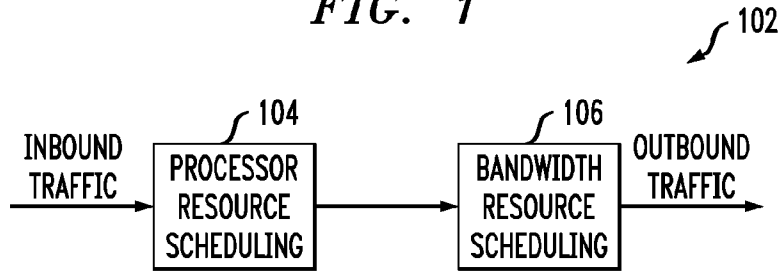 FIG. 1
102
104
106
INBOUND
TRAFFIC
PROCESSOR
RESOURCE
SCHEDULING
BANDWIDTH
RESOURCE
SCHEDULING
OUTBOUND
TRAFFIC